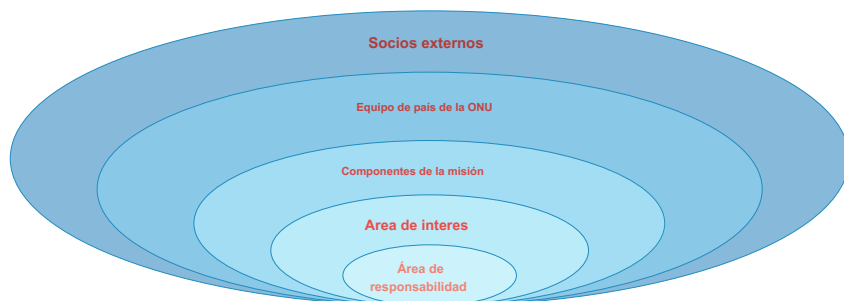 Socios externos
Equipo de país de la ONU
Componentes de la misión
Area de interes
Área de
responsabilidad